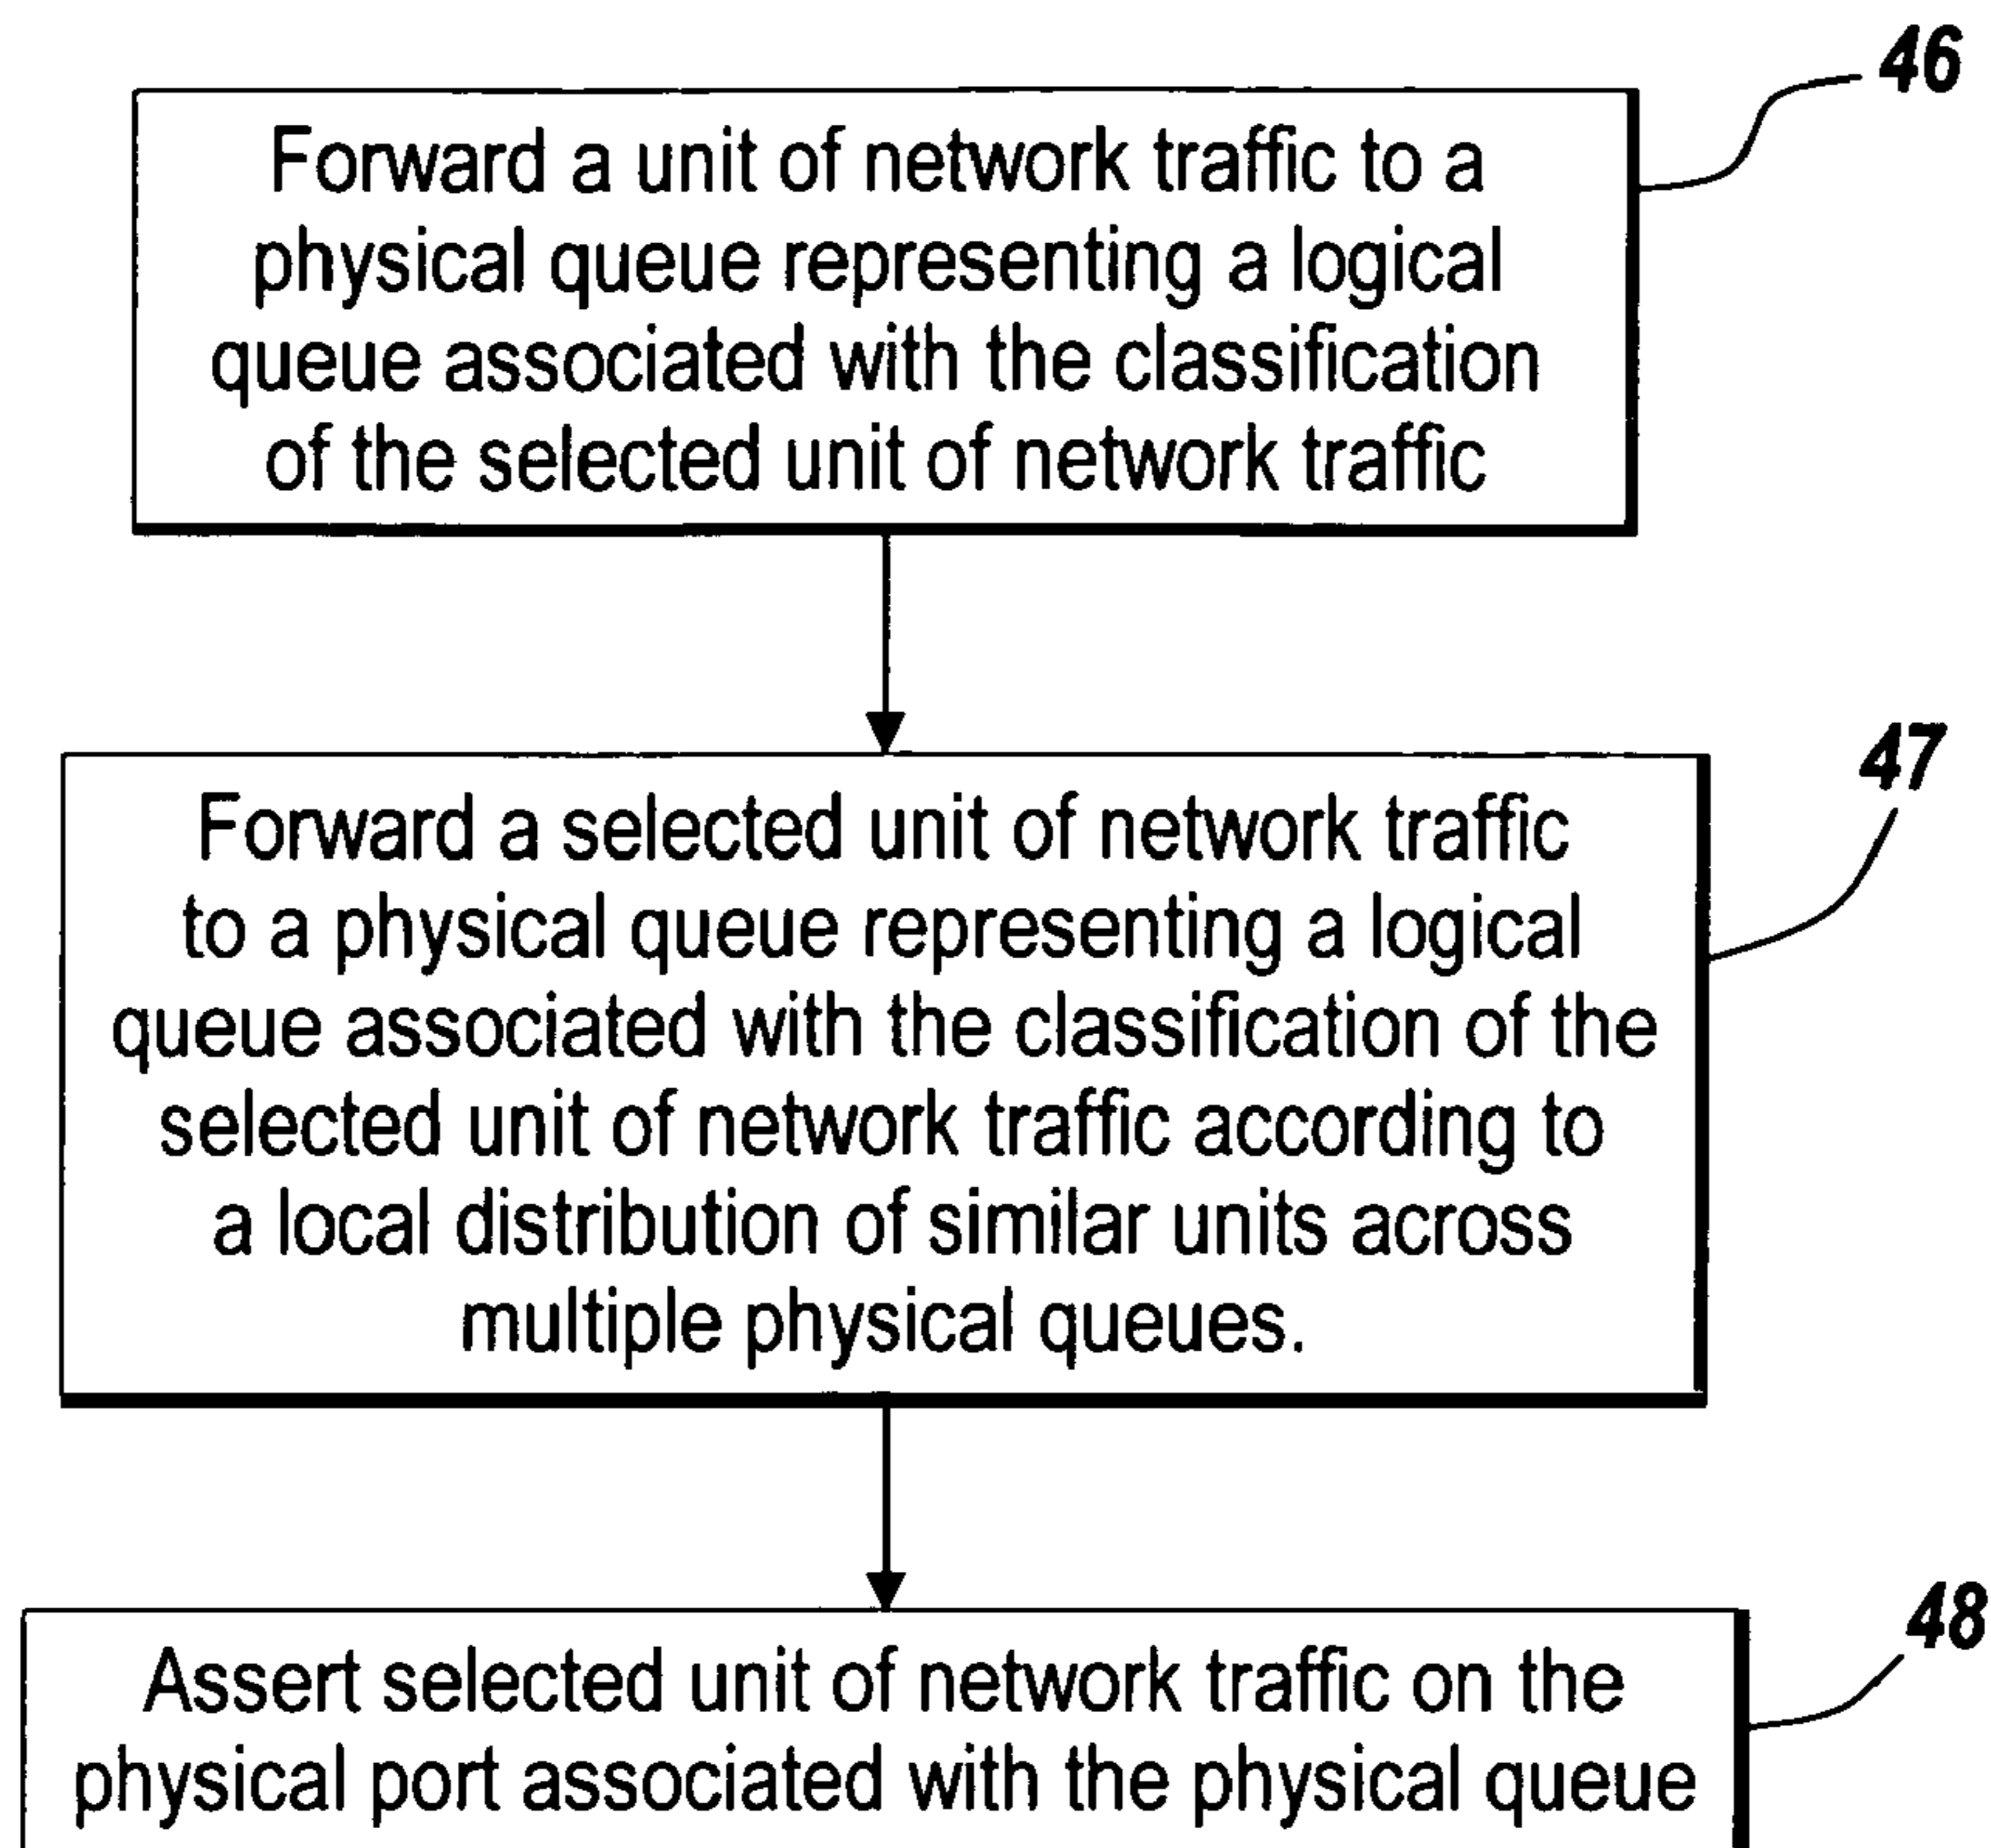 46
Forward a unit of network traffic to a
physical queue representing a logical
queue associated with the classification
of the selected unit of network traffic
47
Forward a selected unit of network traffic
to a physical queue representing a logical
queue associated with the classification of the
selected unit of network traffic according to
a local distribution of similar units across
multiple physical queues.
48
Assert selected unit of network traffic on the
physical port associated with the physical queue